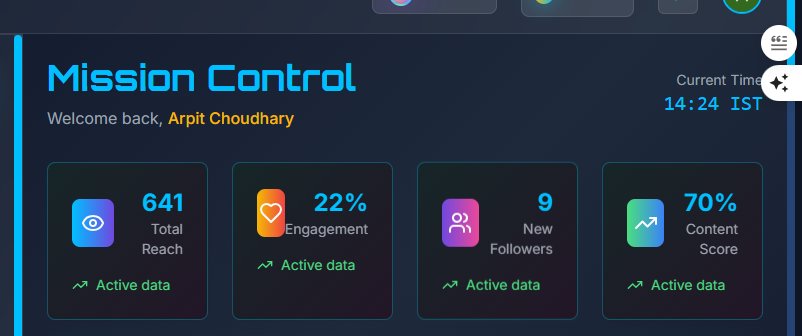 Mission Control
Current Time
Welcome back, Arpit Choudhary
14:24 IST
641
Total
Reach
Active data
22%
Engagement
Active data
9
New
Followers
Active data
70%
Content
Score
Active data